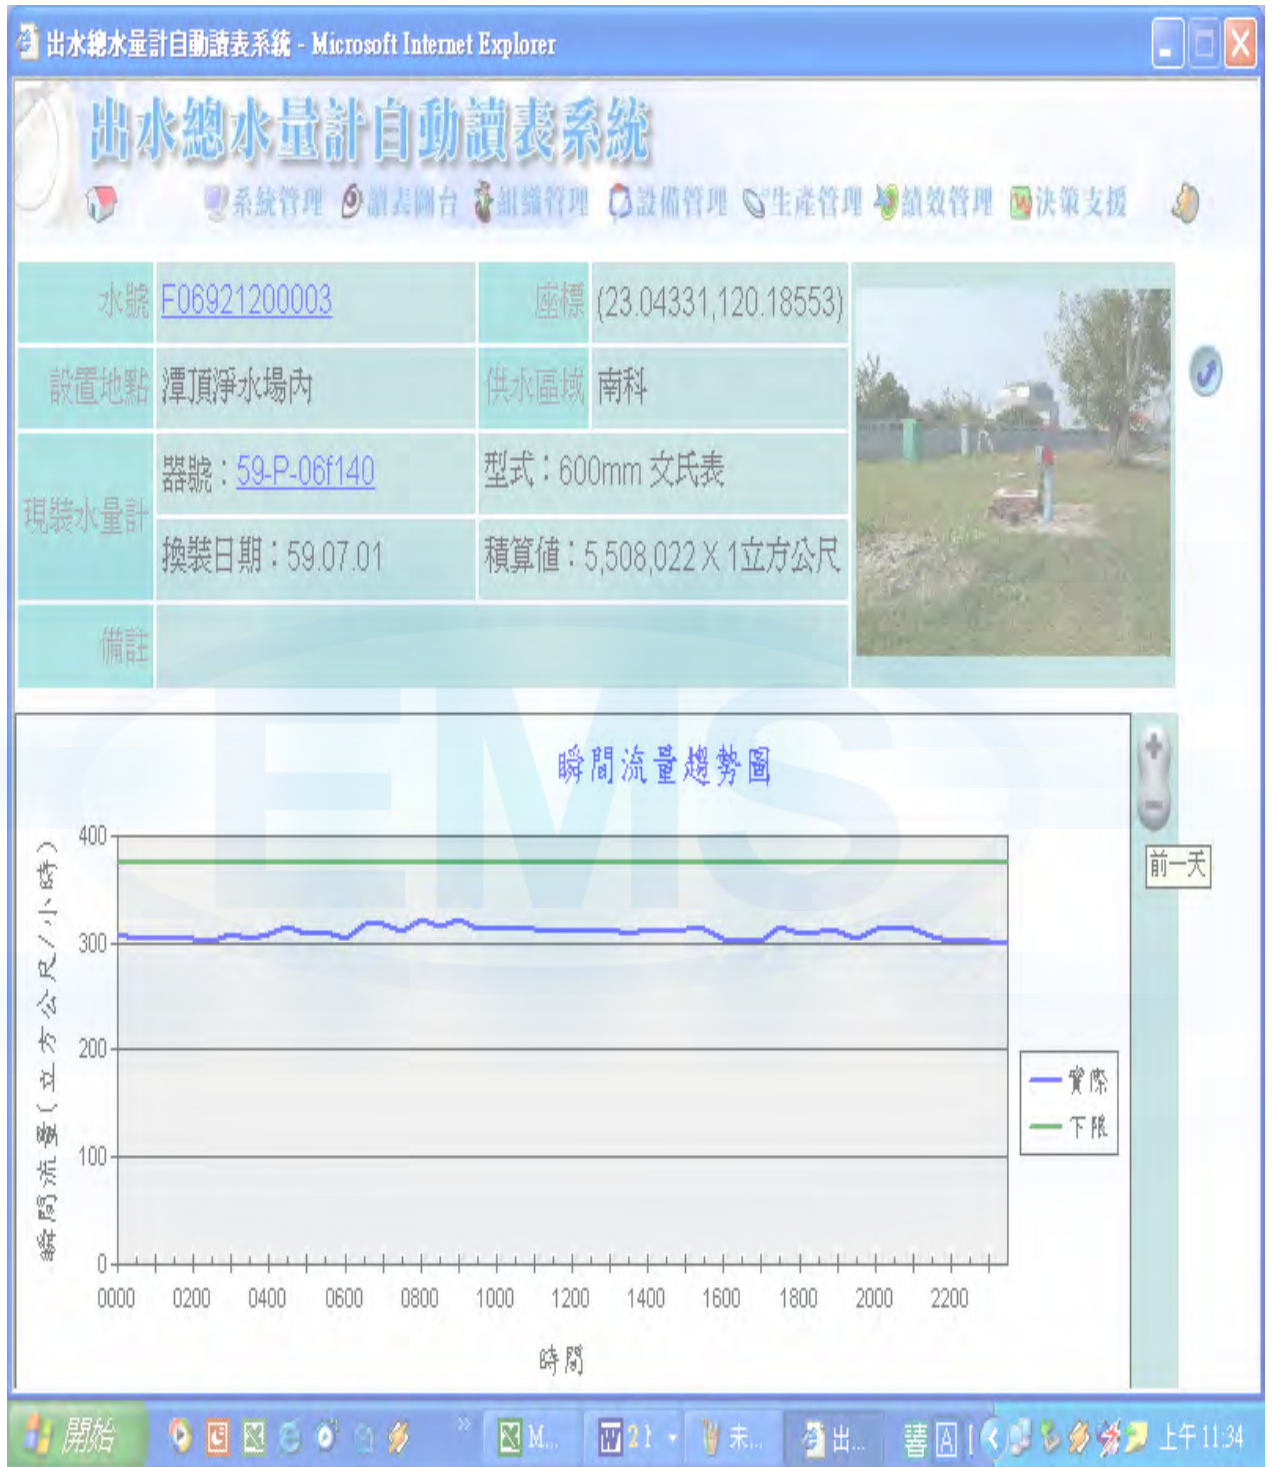 出水總水量計自動讀表系統 - Microsoft Internet Explorer
出水總水量計自動讀表系統
系統管理 讀表圖台 組織管理 設備管理 生產管理 績效管理 決策支援
水號 F06921200003 座標 (23.04331,120.18553)
設置地點 潭頂淨水場內 供水區域 南科
現裝水量計 器號：59-P-06f140 型式：600mm 文氏表
換裝日期：59.07.01 積算值：5,508,022 X 1立方公尺
備註
EMS
瞬間流量趨勢圖
前一天
瞬間流量(立方公尺/小時)
400
300
200
100
0
0000 0200 0400 0600 0800 1000 1200 1400 1600 1800 2000 2200
時間
實際
下限
開始 M... 2 未... 出... 上午 11:34